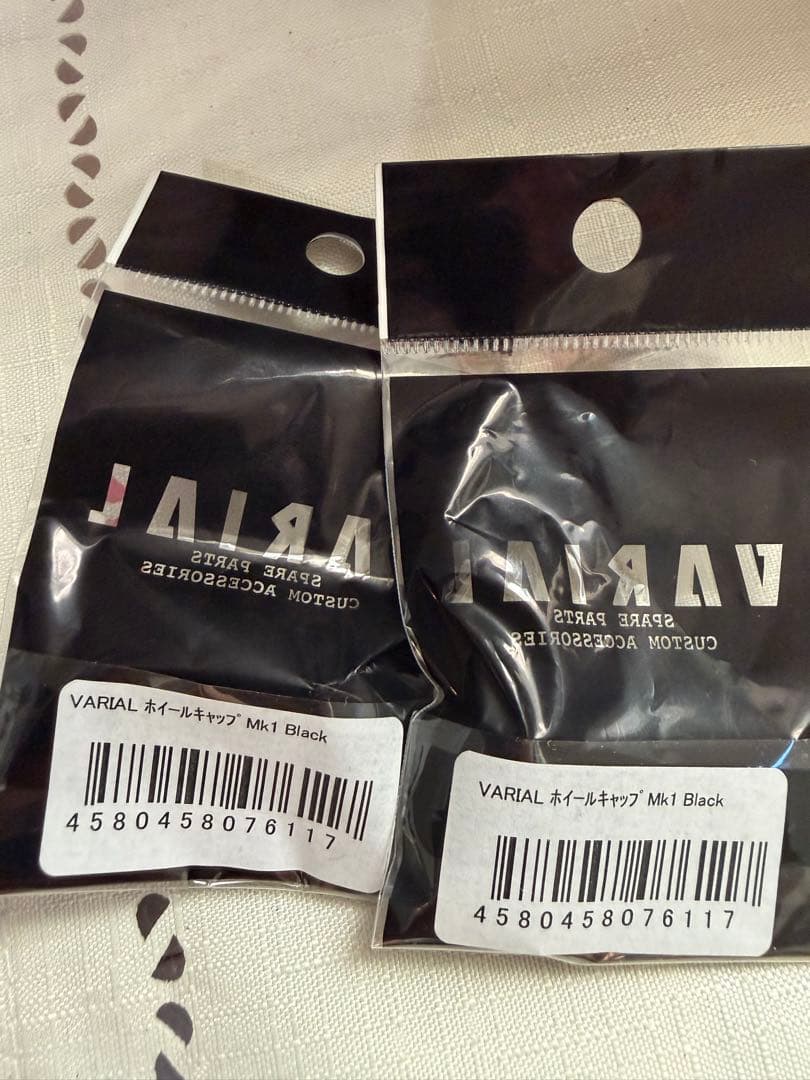 VARIAL
SPARE PARTS
CUSTOM ACCESSORIES
VARIAL ホイールキャップ Mk1 Black
4580458076117
VARIAL
SPARE PARTS
CUSTOM ACCESSORIES
VARIAL ホイールキャップ Mk1 Black
4580458076117